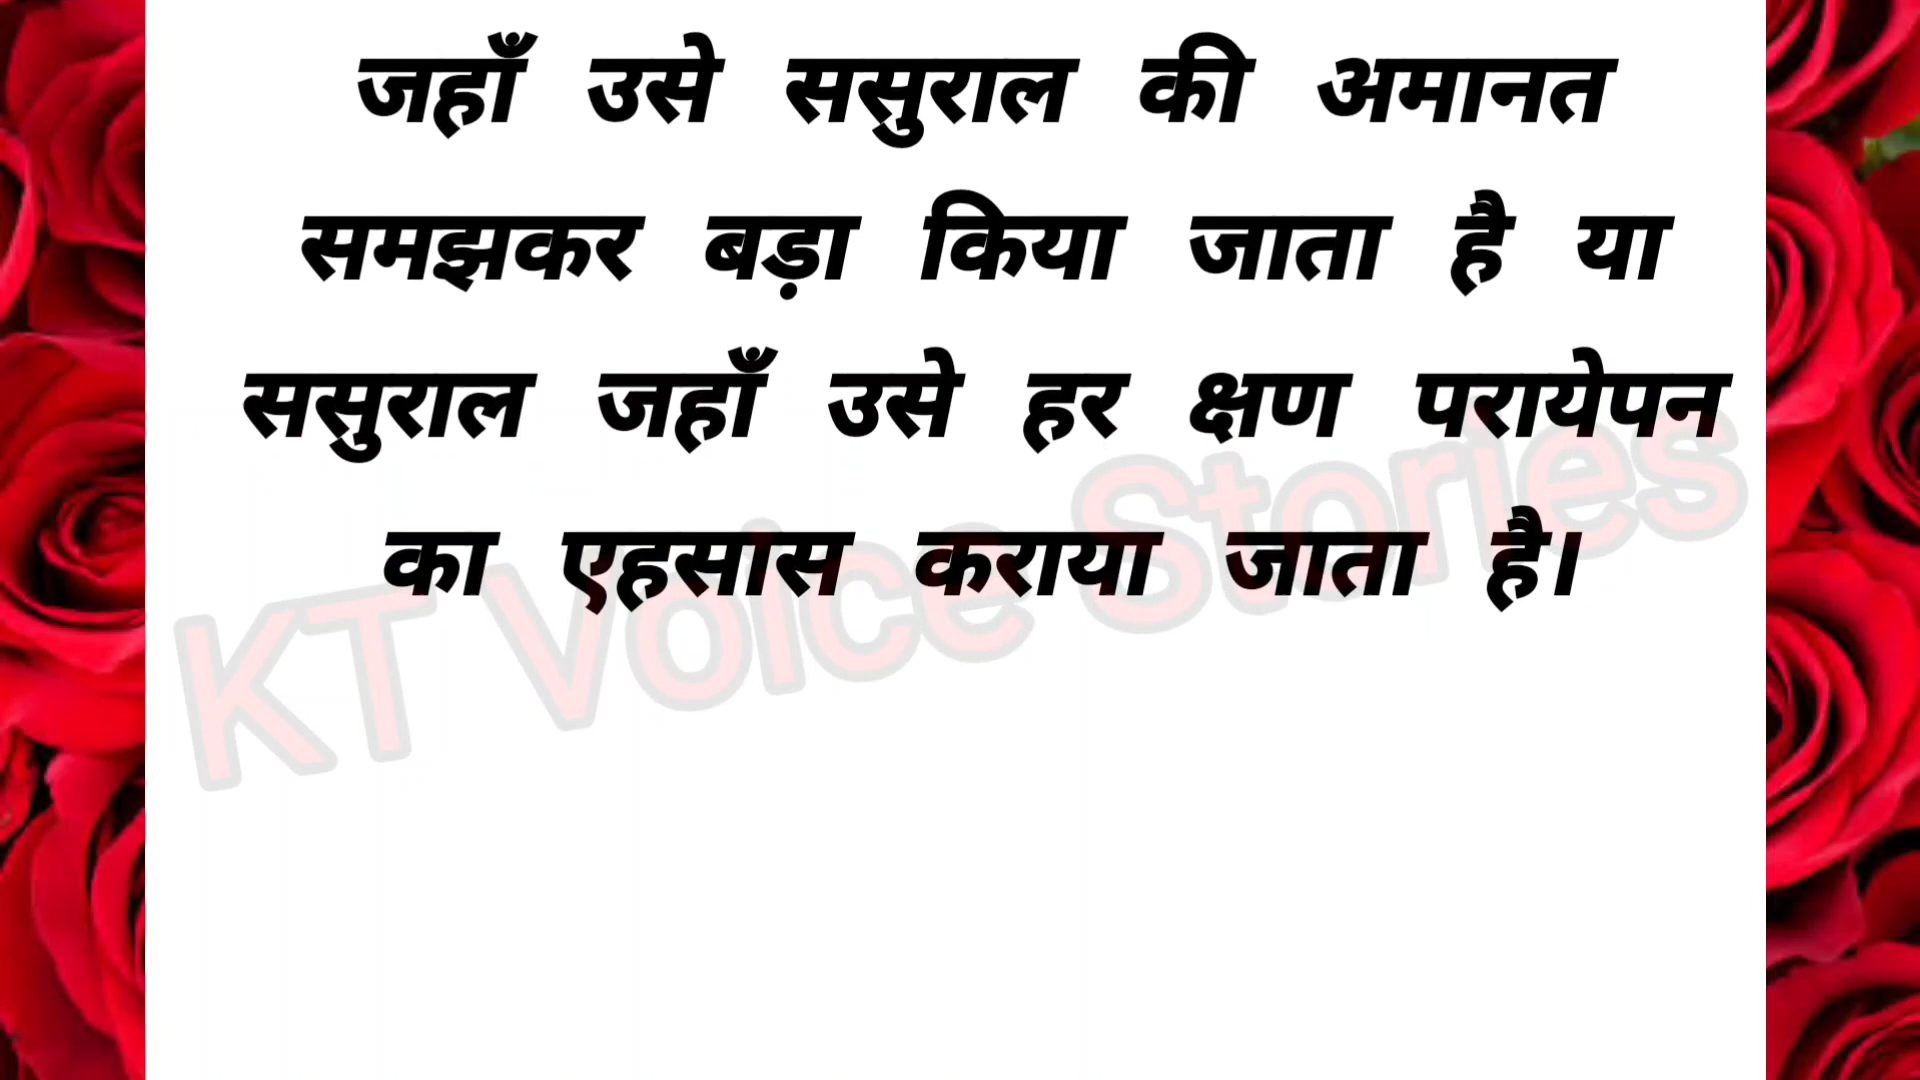 जहाँ उसे ससुराल की अमानत
समझकर बड़ा किया जाता है या
ससुराल जहाँ उसे हर क्षण परायेपन
का एहसास कराया जाता है।
KT Voice Stories